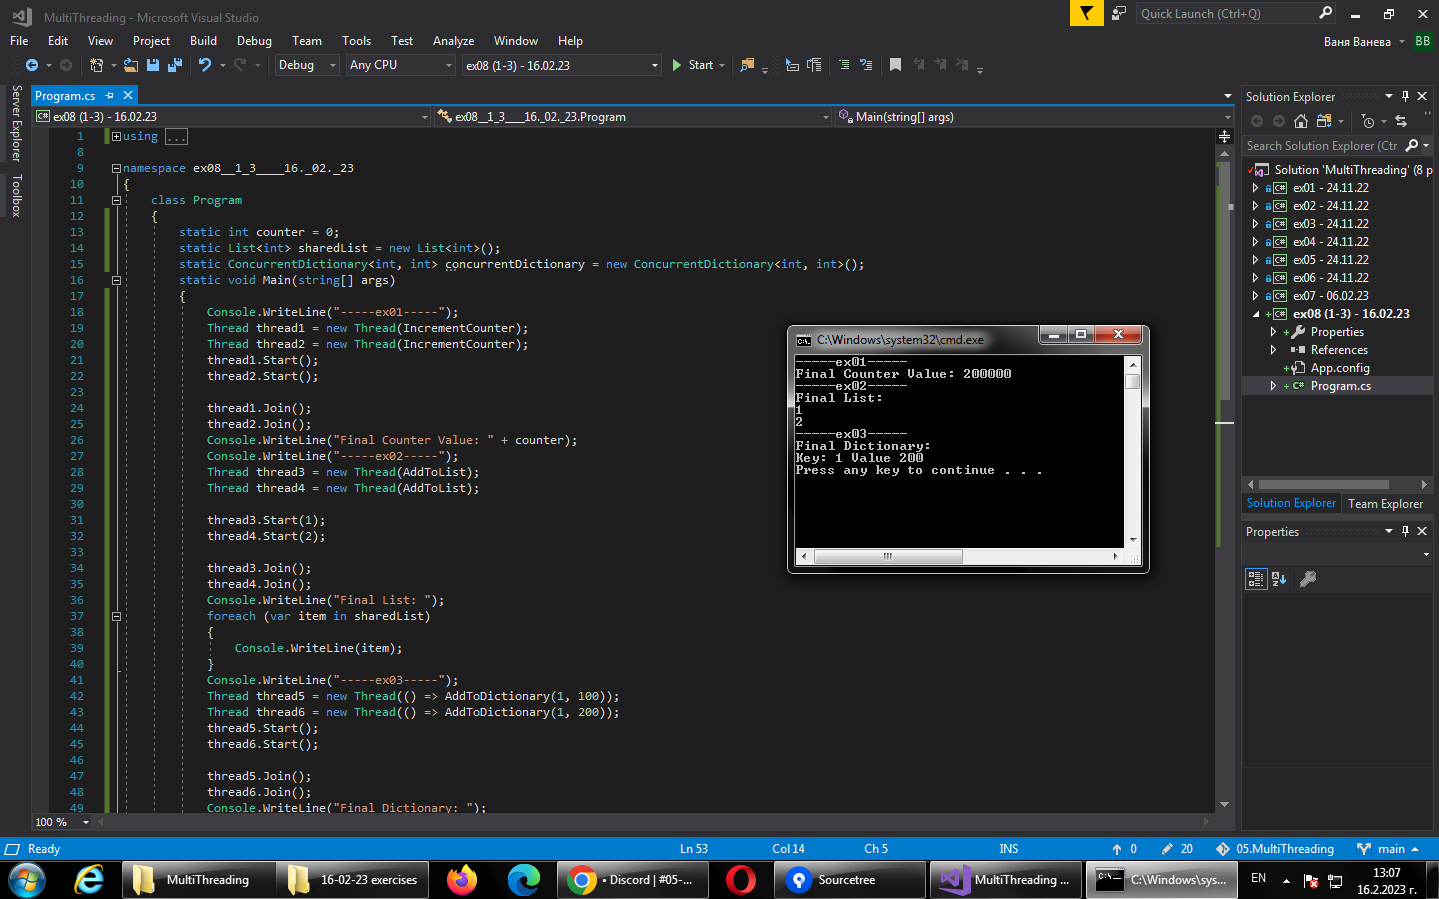 MultiThreading - Microsoft Visual Studio
Quick Launch (Ctrl+Q)
File Edit View Project Build Debug Team Tools Test Analyze Window Help
Ваня Ванева
ВВ
Debug Any CPU ex08 (1-3) - 16.02.23 Start
Server Explorer
Toolbox
Program.cs
ex08 (1-3) - 16.02.23
ex08__1_3____16._02._23.Program
Main(string[] args)
1 using ...
8
9 namespace ex08__1_3____16._02._23
10 {
11 class Program
12 {
13 static int counter = 0;
14 static List<int> sharedList = new List<int>();
15 static ConcurrentDictionary<int, int> concurrentDictionary = new ConcurrentDictionary<int, int>();
16 static void Main(string[] args)
17 {
18 Console.WriteLine("-----ex01-----");
19 Thread thread1 = new Thread(IncrementCounter);
20 Thread thread2 = new Thread(IncrementCounter);
21 thread1.Start();
22 thread2.Start();
23
24 thread1.Join();
25 thread2.Join();
26 Console.WriteLine("Final Counter Value: " + counter);
27 Console.WriteLine("-----ex02-----");
28 Thread thread3 = new Thread(AddToList);
29 Thread thread4 = new Thread(AddToList);
30
31 thread3.Start(1);
32 thread4.Start(2);
33
34 thread3.Join();
35 thread4.Join();
36 Console.WriteLine("Final List: ");
37 foreach (var item in sharedList)
38 {
39 Console.WriteLine(item);
40 }
41 Console.WriteLine("-----ex03-----");
42 Thread thread5 = new Thread(() => AddToDictionary(1, 100));
43 Thread thread6 = new Thread(() => AddToDictionary(1, 200));
44 thread5.Start();
45 thread6.Start();
46
47 thread5.Join();
48 thread6.Join();
49 Console.WriteLine("Final Dictionary: ");
100 %
C:\Windows\system32\cmd.exe
-----ex01-----
Final Counter Value: 200000
-----ex02-----
Final List:
1
2
-----ex03-----
Final Dictionary:
Key: 1 Value 200
Press any key to continue . . .
Solution Explorer
Search Solution Explorer (Ctr
Solution 'MultiThreading' (8 p
ex01 - 24.11.22
ex02 - 24.11.22
ex03 - 24.11.22
ex04 - 24.11.22
ex05 - 24.11.22
ex06 - 24.11.22
ex07 - 06.02.23
ex08 (1-3) - 16.02.23
Properties
References
App.config
C# Program.cs
Solution Explorer Team Explorer
Properties
Ready Ln 53 Col 14 Ch 5 INS 0 20 05.MultiThreading main
MultiThreading
16-02-23 exercises
• Discord | #05-...
Sourcetree
MultiThreading ...
C:\Windows\sys...
EN
13:07
16.2.2023 г.